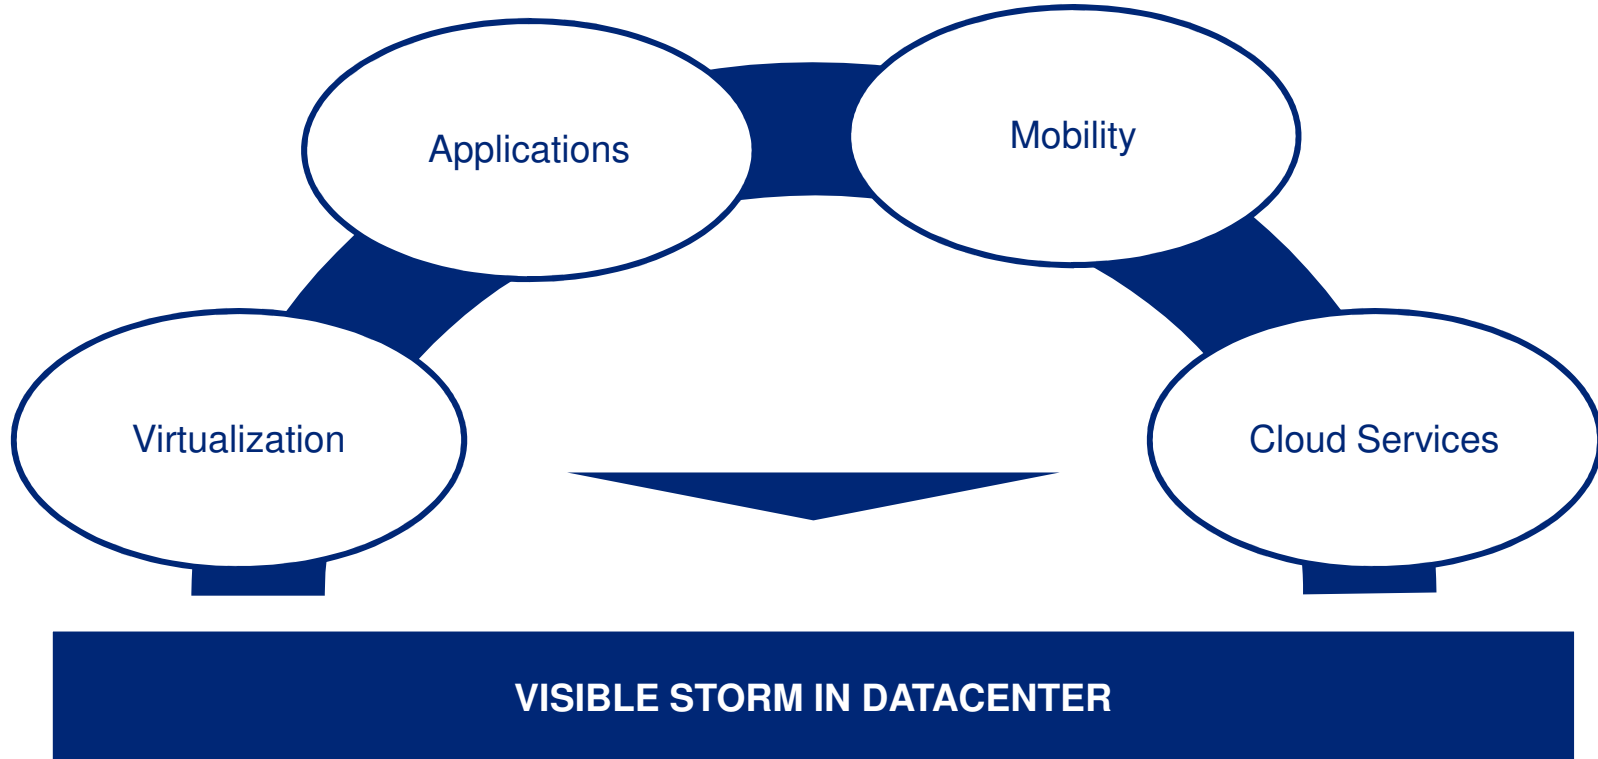 Applications
Mobility
Virtualization
Cloud Services
VISIBLE STORM IN DATACENTER